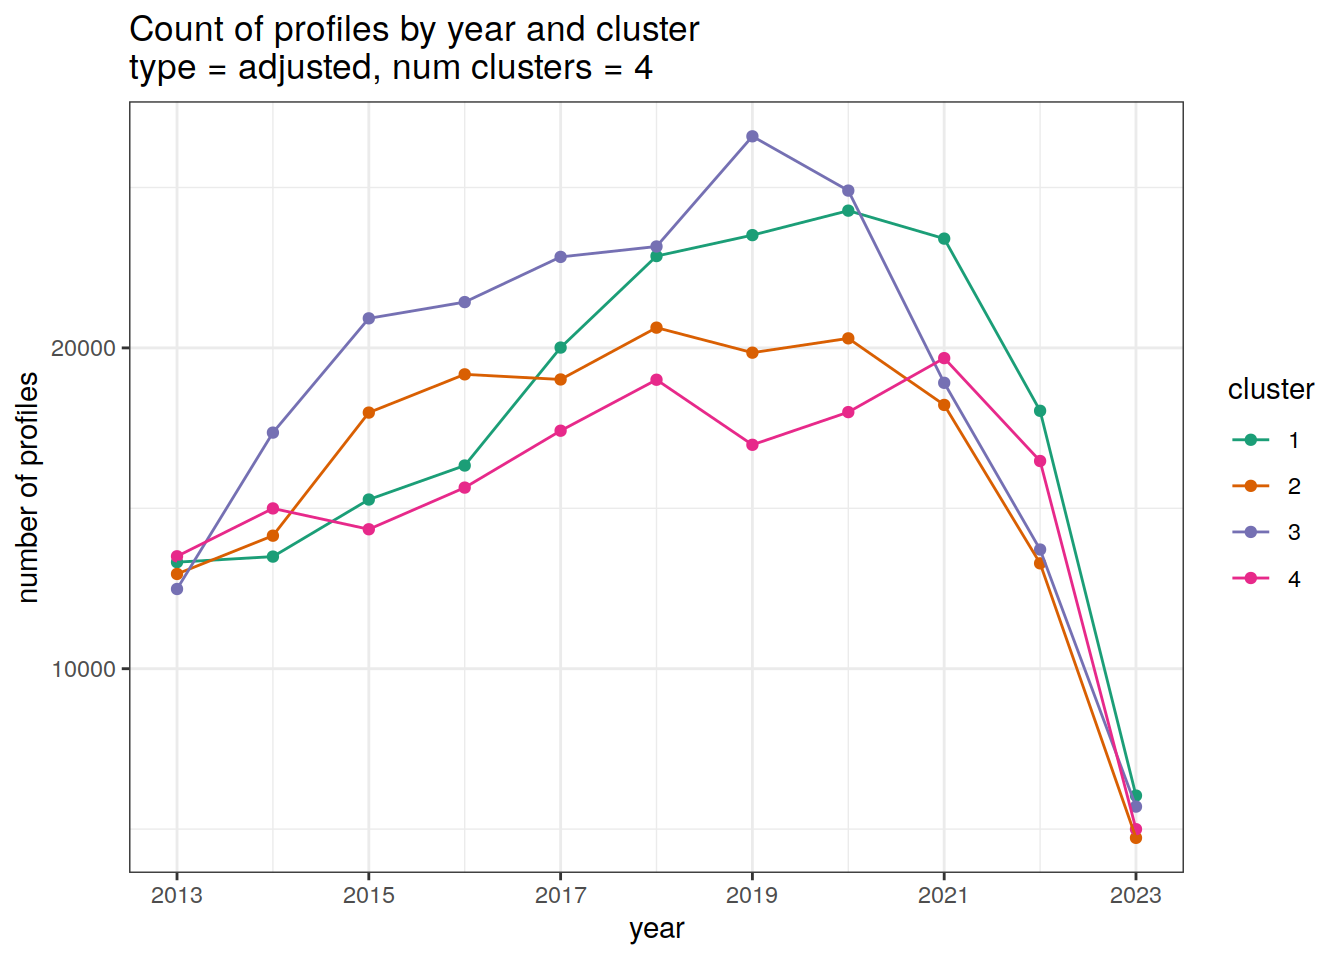 Count of profiles by year and cluster
type = adjusted, num clusters = 4
number of profiles
20000
10000
2013
2015
2017
2019
2021
2023
year
cluster
1
2
3
4